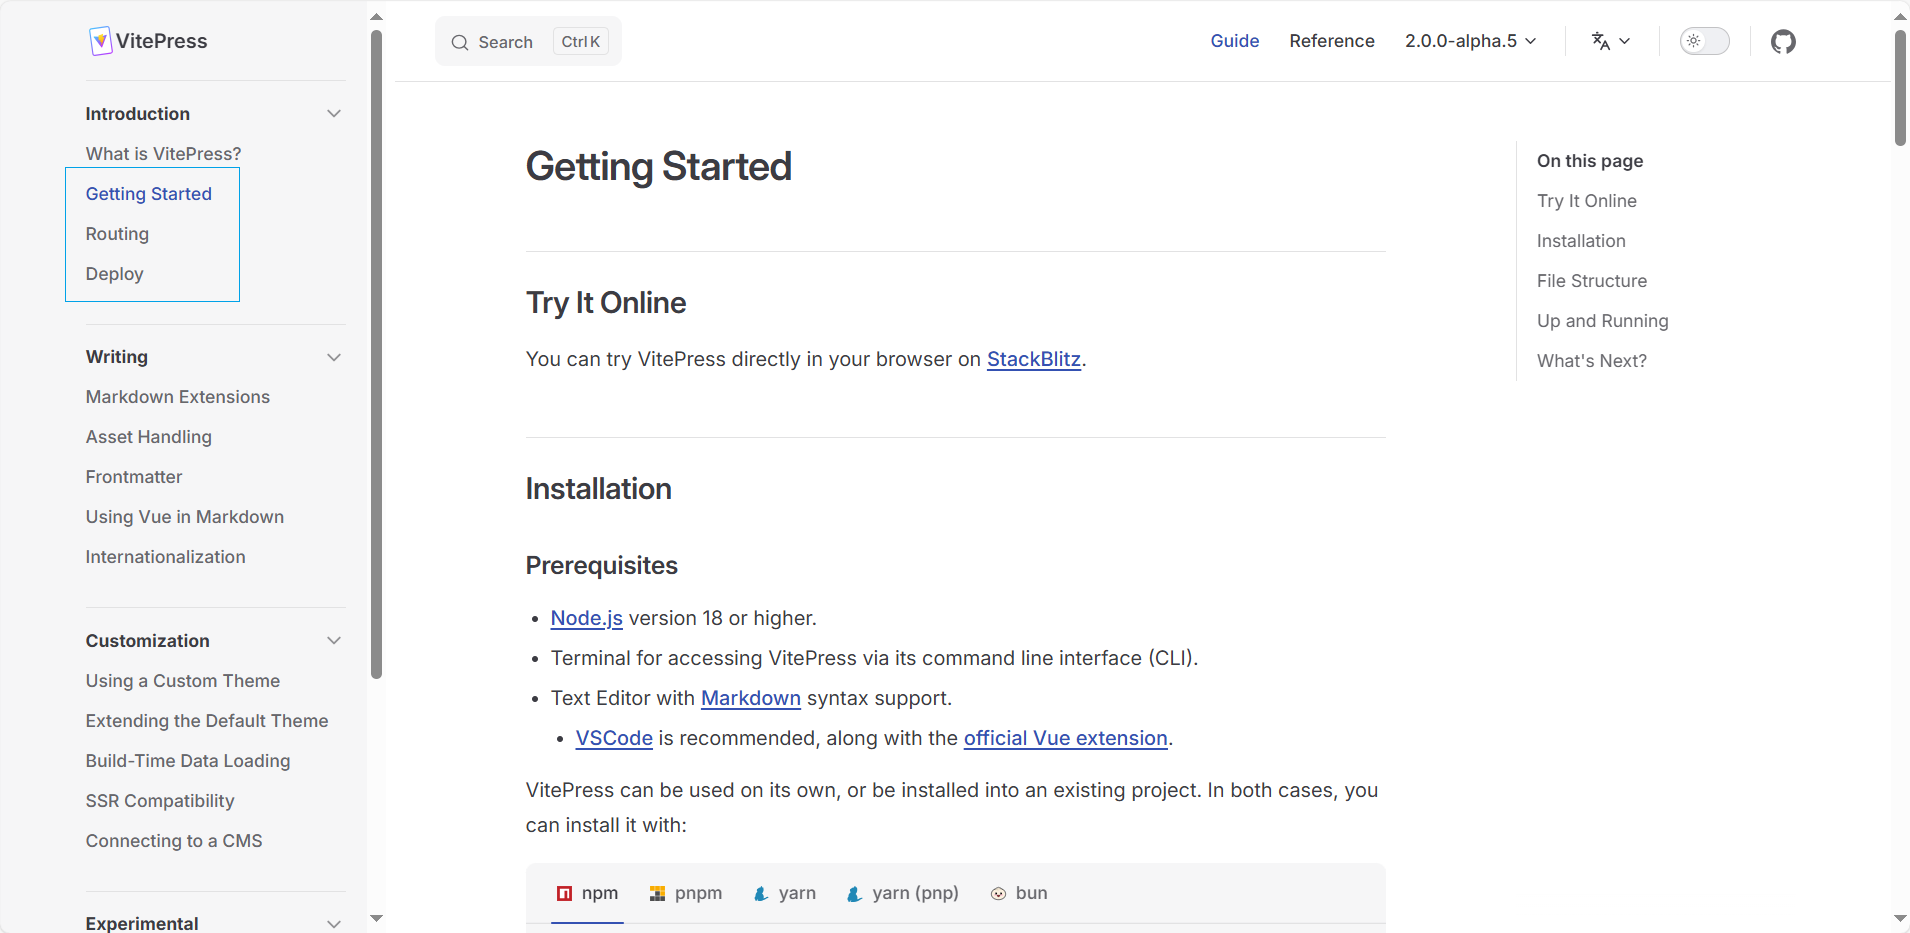 VitePress
Introduction
What is VitePress?
Getting Started
Routing
Deploy
Writing
Markdown Extensions
Asset Handling
Frontmatter
Using Vue in Markdown
Internationalization
Customization
Using a Custom Theme
Extending the Default Theme
Build-Time Data Loading
SSR Compatibility
Connecting to a CMS
Experimental
Search Ctrl K
Guide Reference 2.0.0-alpha.5
Getting Started
Try It Online
You can try VitePress directly in your browser on StackBlitz.
Installation
Prerequisites
• Node.js version 18 or higher.
• Terminal for accessing VitePress via its command line interface (CLI).
• Text Editor with Markdown syntax support.
• VSCode is recommended, along with the official Vue extension.
VitePress can be used on its own, or be installed into an existing project. In both cases, you
can install it with:
npm pnpm yarn yarn (pnp) bun
On this page
Try It Online
Installation
File Structure
Up and Running
What's Next?